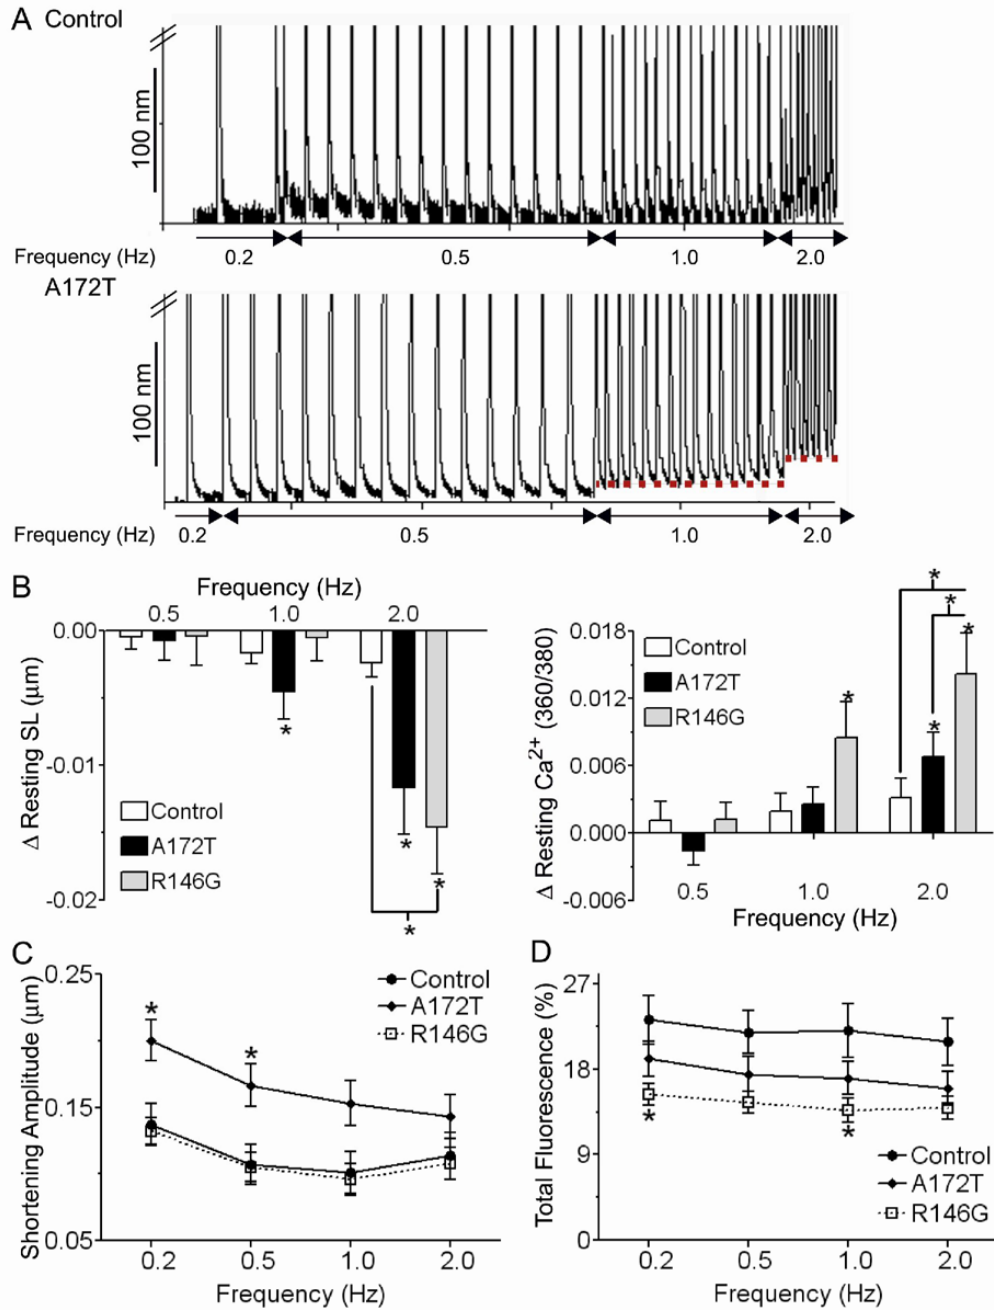 A Control
100 nm
Frequency (Hz) 0.2 0.5 1.0 2.0
A172T
100 nm
Frequency (Hz) 0.2 0.5 1.0 2.0
B
Frequency (Hz)
0.5 1.0 2.0
0.00
-0.01
-0.02
Δ Resting SL (μm)
Control
A172T
R146G
*
*
*
*
Δ Resting Ca2+ (360/380)
0.018
0.012
0.006
0.000
-0.006
Control
A172T
R146G
*
*
*
*
*
0.5 1.0 2.0
Frequency (Hz)
C
Shortening Amplitude (μm)
0.25
0.15
0.05
Control
A172T
R146G
*
*
0.2 0.5 1.0 2.0
Frequency (Hz)
D
Total Fluorescence (%)
27
18
9
0
*
*
Control
A172T
R146G
0.2 0.5 1.0 2.0
Frequency (Hz)